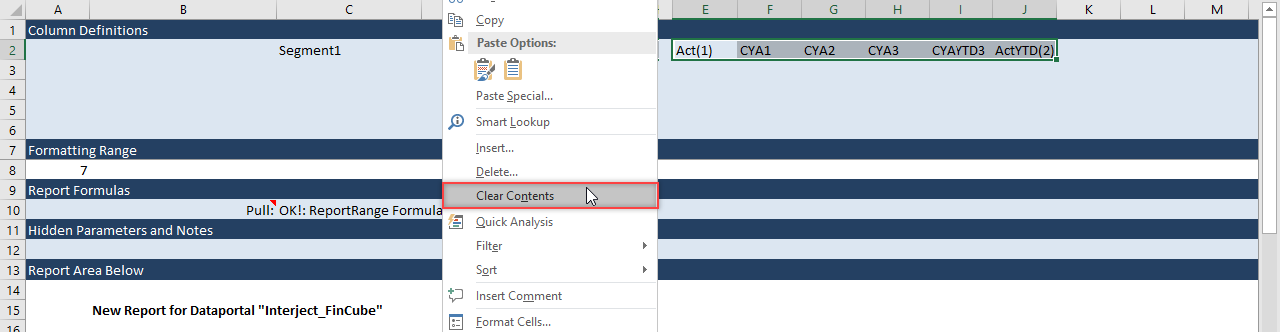 A B C E F G H I J K L M
1 Column Definitions
2 Segment1 Act(1) CYA1 CYA2 CYA3 CYAYTD3 ActYTD(2)
3
4
5
6
7 Formatting Range
8 7
9 Report Formulas
10 Pull: OK!: ReportRange Formula
11 Hidden Parameters and Notes
12
13 Report Area Below
14
15 New Report for Dataportal "Interject_FinCube"
16
Copy
Paste Options:
Paste Special...
Smart Lookup
Insert...
Delete...
Clear Contents
Quick Analysis
Filter
Sort
Insert Comment
Format Cells...